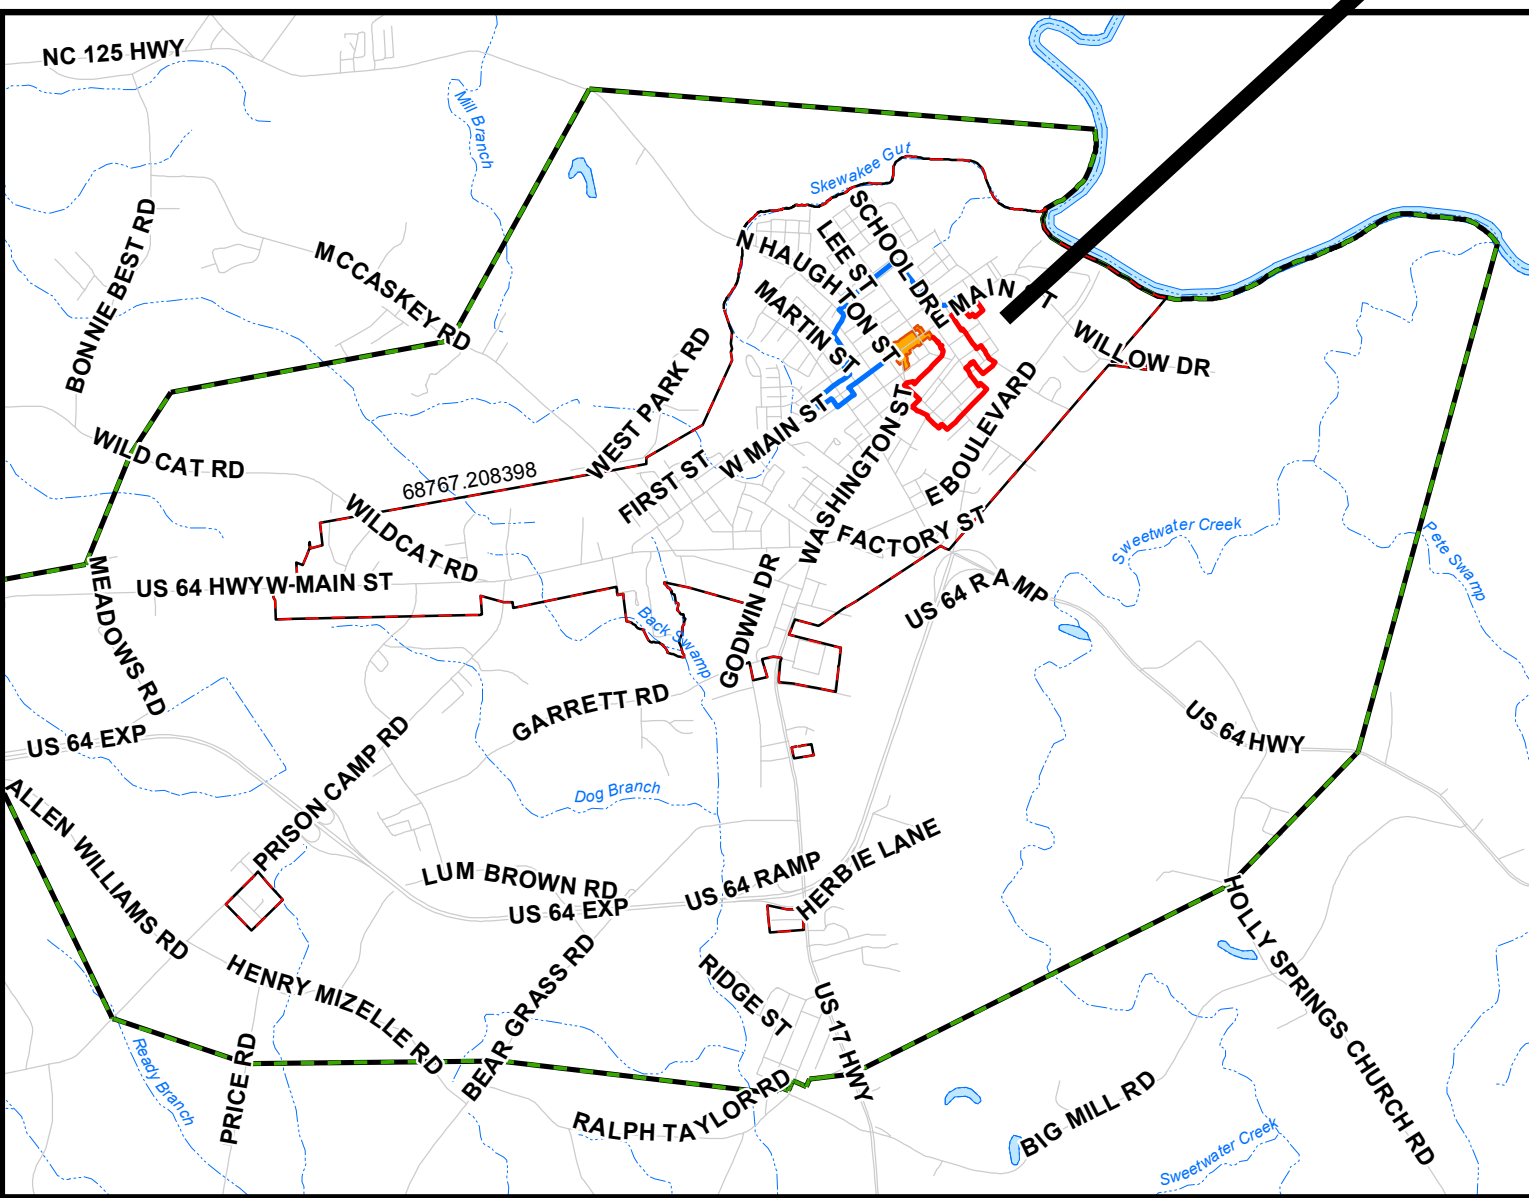 NC 125 HWY
Mill Branch
Skewakee Gut
BONNIE BEST RD
MCCASKEY RD
SCHOOL DR
LEE ST
N HAUGHTON ST
E MAIN ST
MARTIN ST
WILLOW DR
WEST PARK RD
W MAIN ST
WASHINGTON ST
E BOULEVARD
WILD CAT RD
68767.208398
FIRST ST
WILDCAT RD
FACTORY ST
Sweetwater Creek
Pete Swamp
MEADOWS RD
US 64 HWY W-MAIN ST
US 64 RAMP
Back Swamp
GODWIN DR
GARRETT RD
US 64 EXP
US 64 HWY
PRISON CAMP RD
Dog Branch
ALLEN WILLIAMS RD
LUM BROWN RD
US 64 RAMP
HERBIE LANE
US 64 EXP
HOLLY SPRINGS CHURCH RD
HENRY MIZELLE RD
BEAR GRASS RD
RIDGE ST
US 17 HWY
Ready Branch
PRICE RD
RALPH TAYLOR RD
BIG MILL RD
Sweetwater Creek